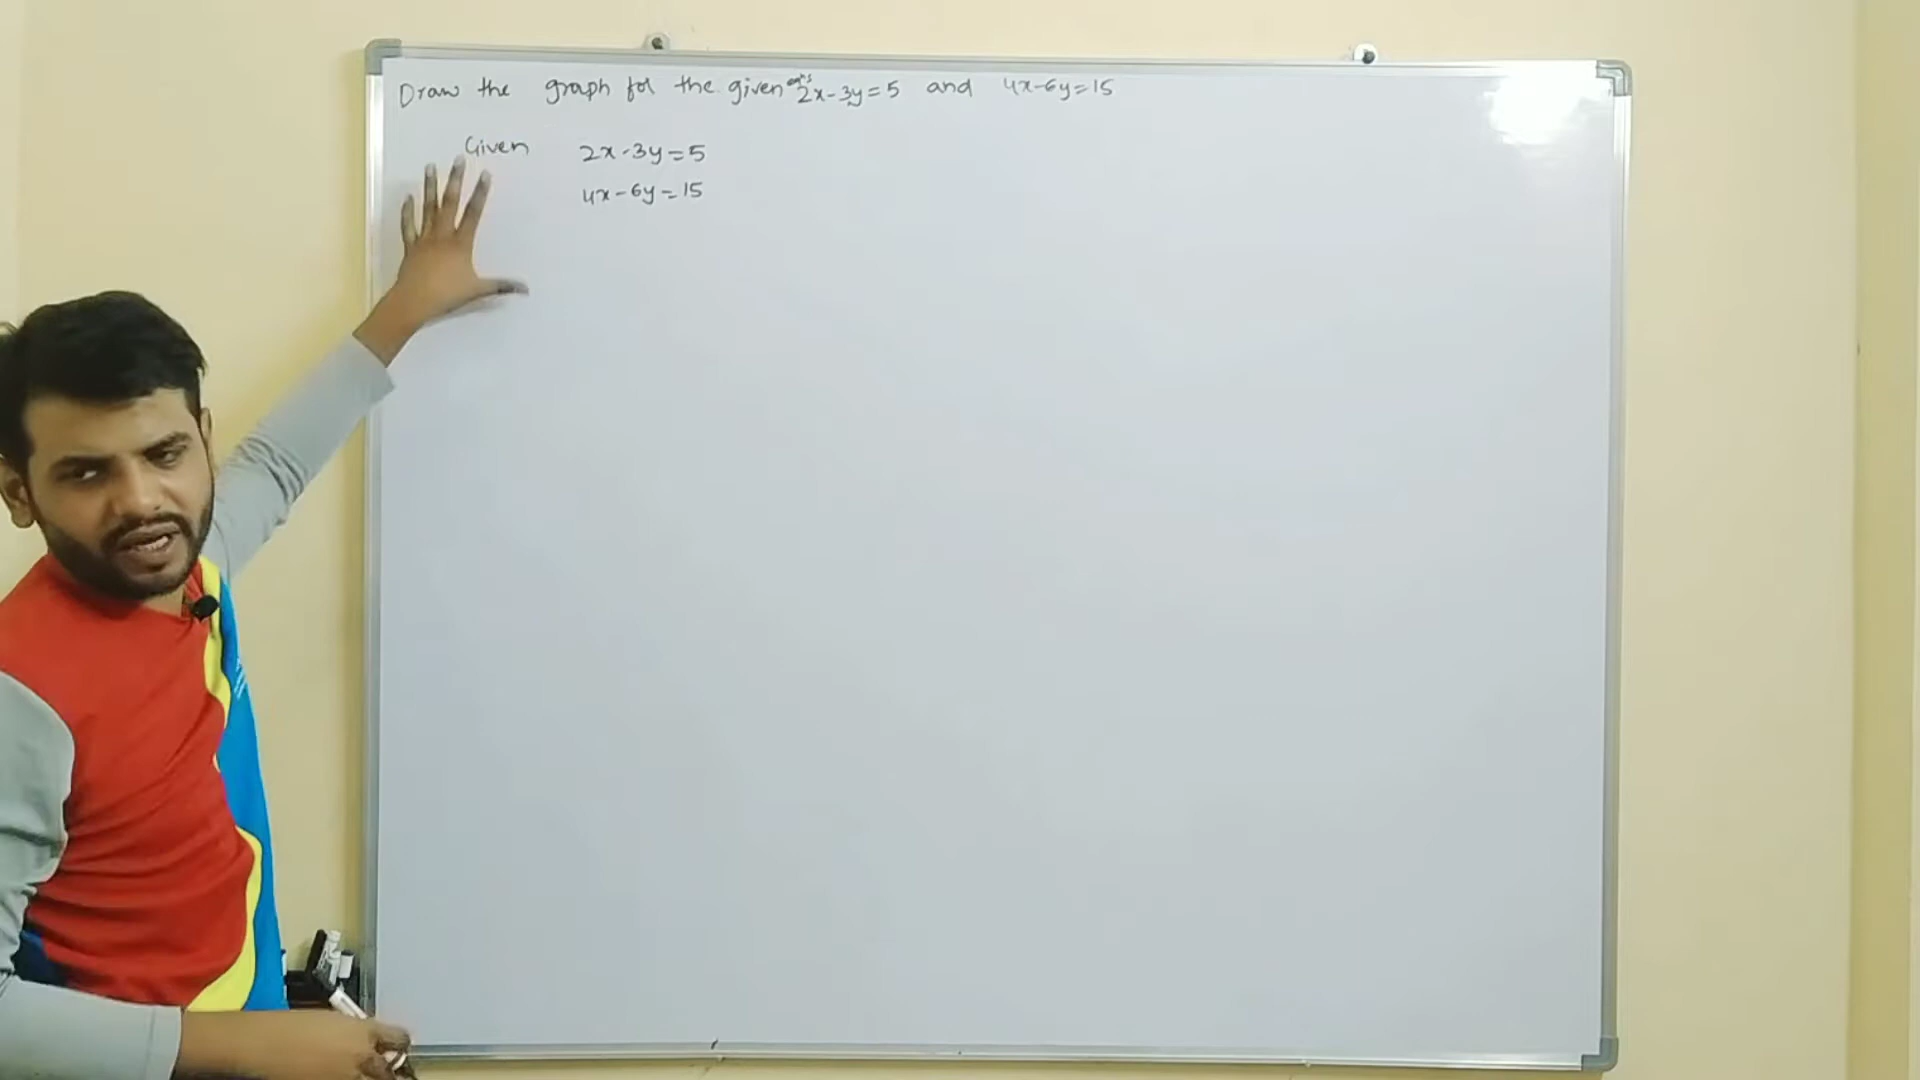 Draw the graph for the given eqn's 2x-3y=5 and 4x-6y=15
Given 2x-3y=5
4x-6y=15